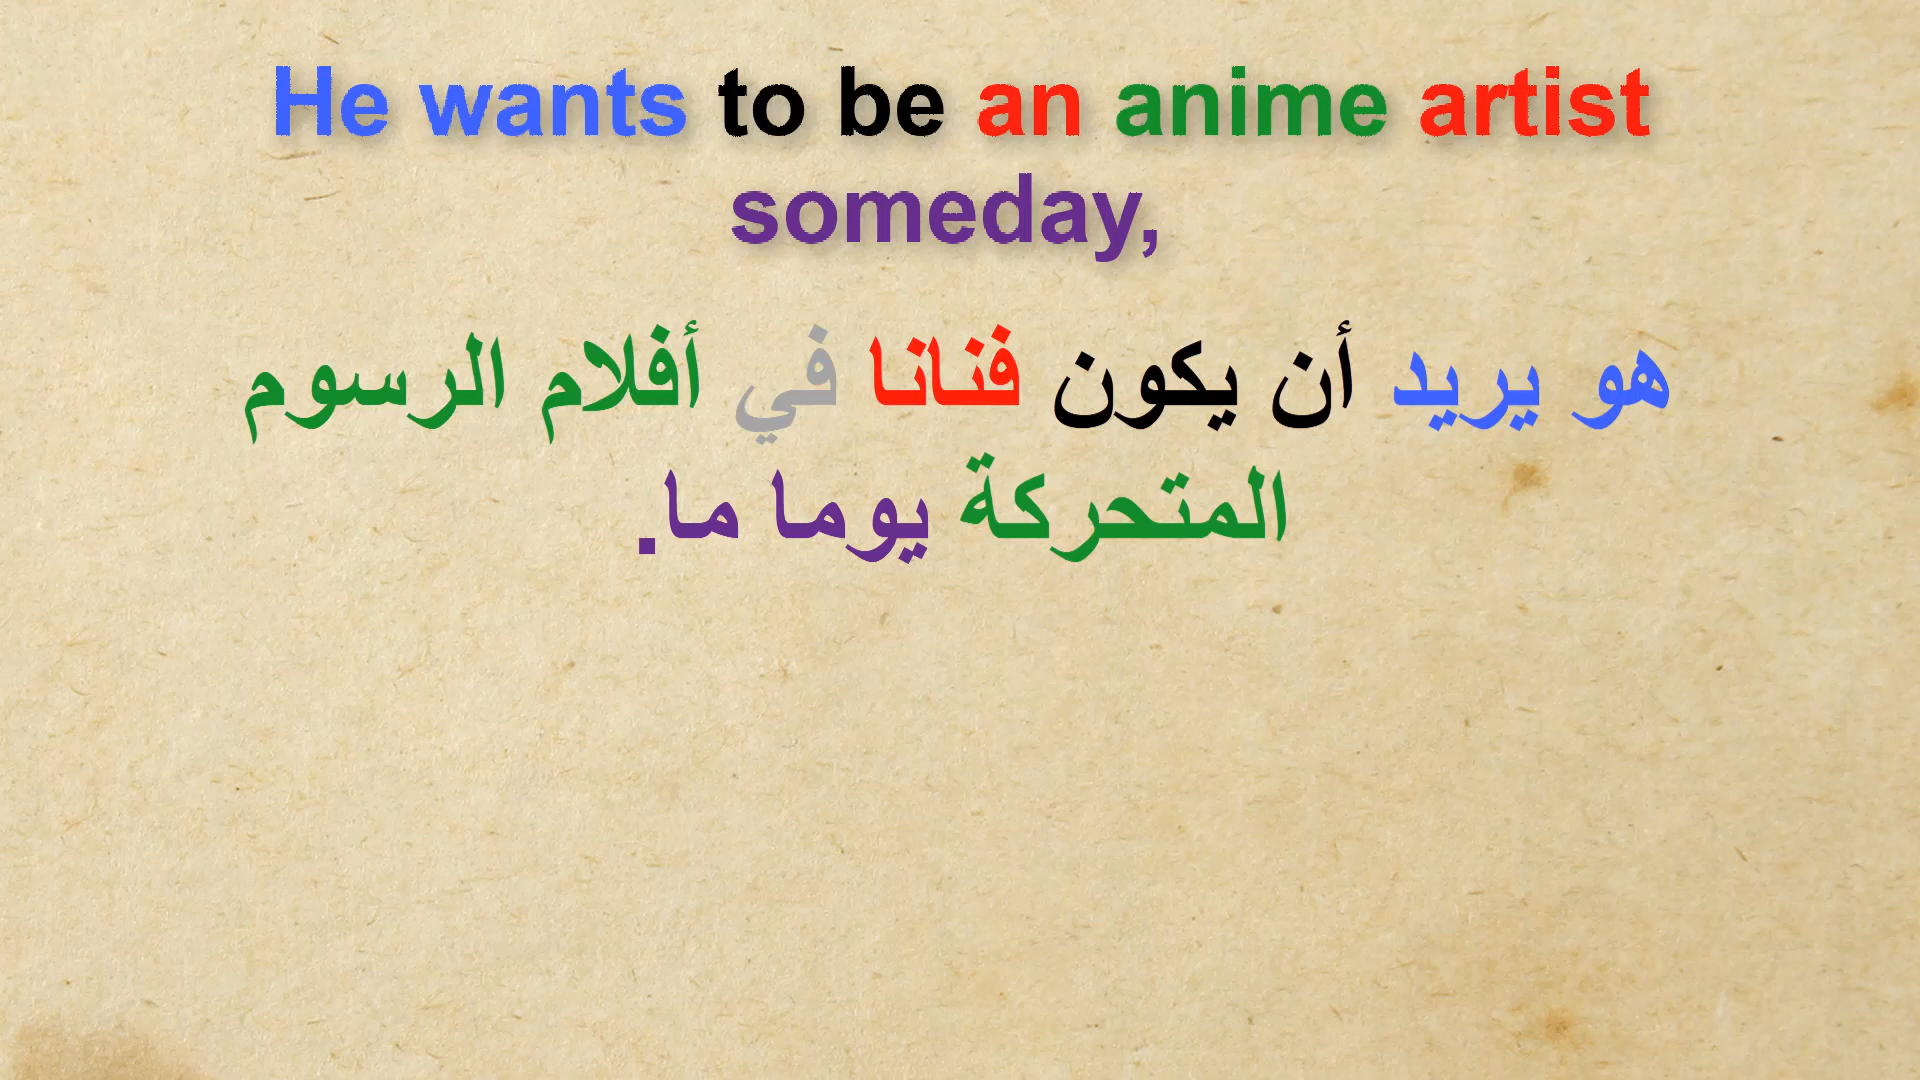 He wants to be an anime artist
someday,
هو يريد أن يكون فنانا في أفلام الرسوم
المتحركة يوما ما.